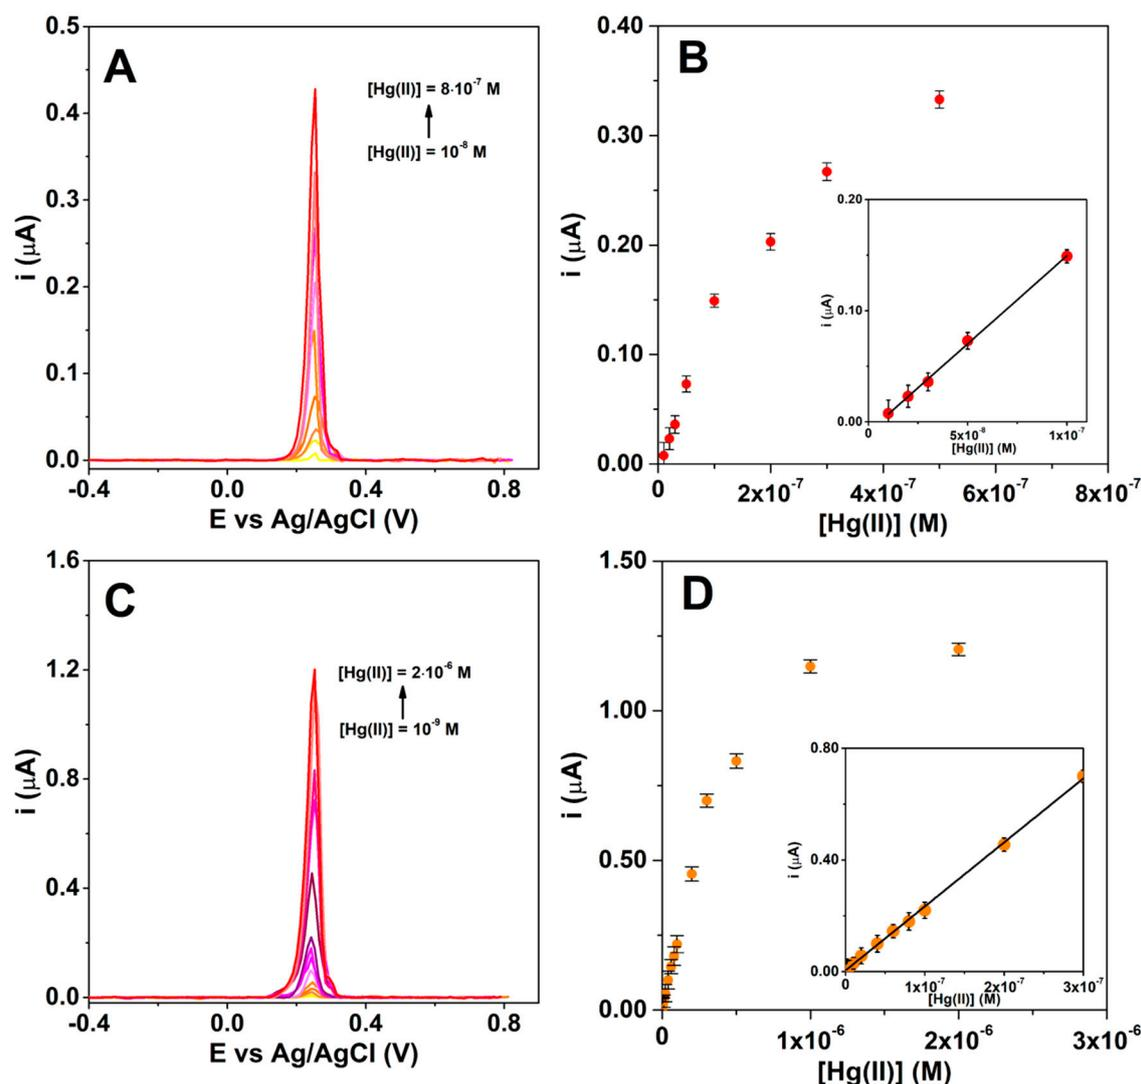 A
0.5
0.4
0.3
0.2
0.1
0.0
i (μA)
[Hg(II)] = 8·10⁻⁷ M
[Hg(II)] = 10⁻⁸ M
-0.4 0.0 0.4 0.8
E vs Ag/AgCl (V)
B
0.40
0.30
0.20
0.10
0.00
i (μA)
0.20
0.10
0.00
i (μA)
0 5x10⁻⁸ 1x10⁻⁷
[Hg(II)] (M)
0 2x10⁻⁷ 4x10⁻⁷ 6x10⁻⁷ 8x10⁻⁷
[Hg(II)] (M)
C
1.6
1.2
0.8
0.4
0.0
i (μA)
[Hg(II)] = 2·10⁻⁶ M
[Hg(II)] = 10⁻⁹ M
-0.4 0.0 0.4 0.8
E vs Ag/AgCl (V)
D
1.50
1.00
0.50
0.00
i (μA)
0.80
0.40
0.00
i (μA)
0 1x10⁻⁷ 2x10⁻⁷ 3x10⁻⁷
[Hg(II)] (M)
0 1x10⁻⁶ 2x10⁻⁶ 3x10⁻⁶
[Hg(II)] (M)